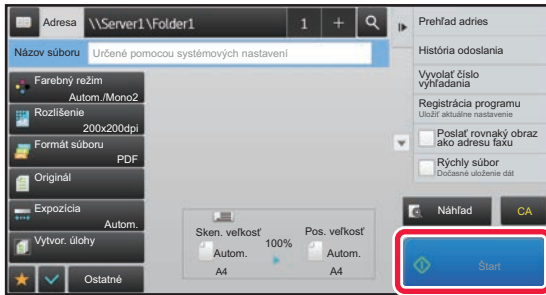 Adresa
\\Server1\Folder1
1
+
Názov súboru
Určené pomocou systémových nastavení
Farebný režim
Autom./Mono2
Rozlíšenie
200x200dpi
Formát súboru
PDF
Originál
Expozícia
Autom.
Vytvor. úlohy
Ostatné
Sken. veľkosť
100%
Pos. veľkosť
Autom.
Autom.
A4
A4
Prehľad adries
História odoslania
Vyvolať číslo
vyhľadania
Registrácia programu
Uložiť aktuálne nastavenie
Poslať rovnaký obraz
ako adresu faxu
Rýchly súbor
Dočasné uloženie dát
Náhľad
CA
Štart